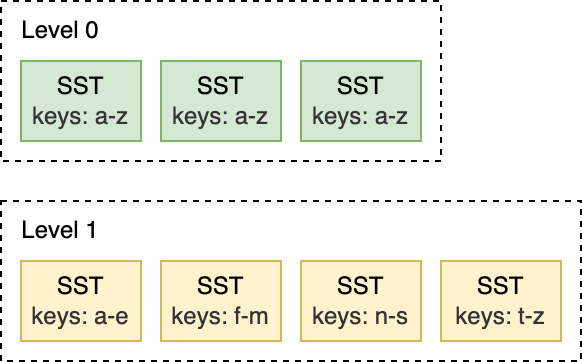 Level 0
SST
keys: a-z
SST
keys: a-z
SST
keys: a-z
Level 1
SST
keys: a-e
SST
keys: f-m
SST
keys: n-s
SST
keys: t-z